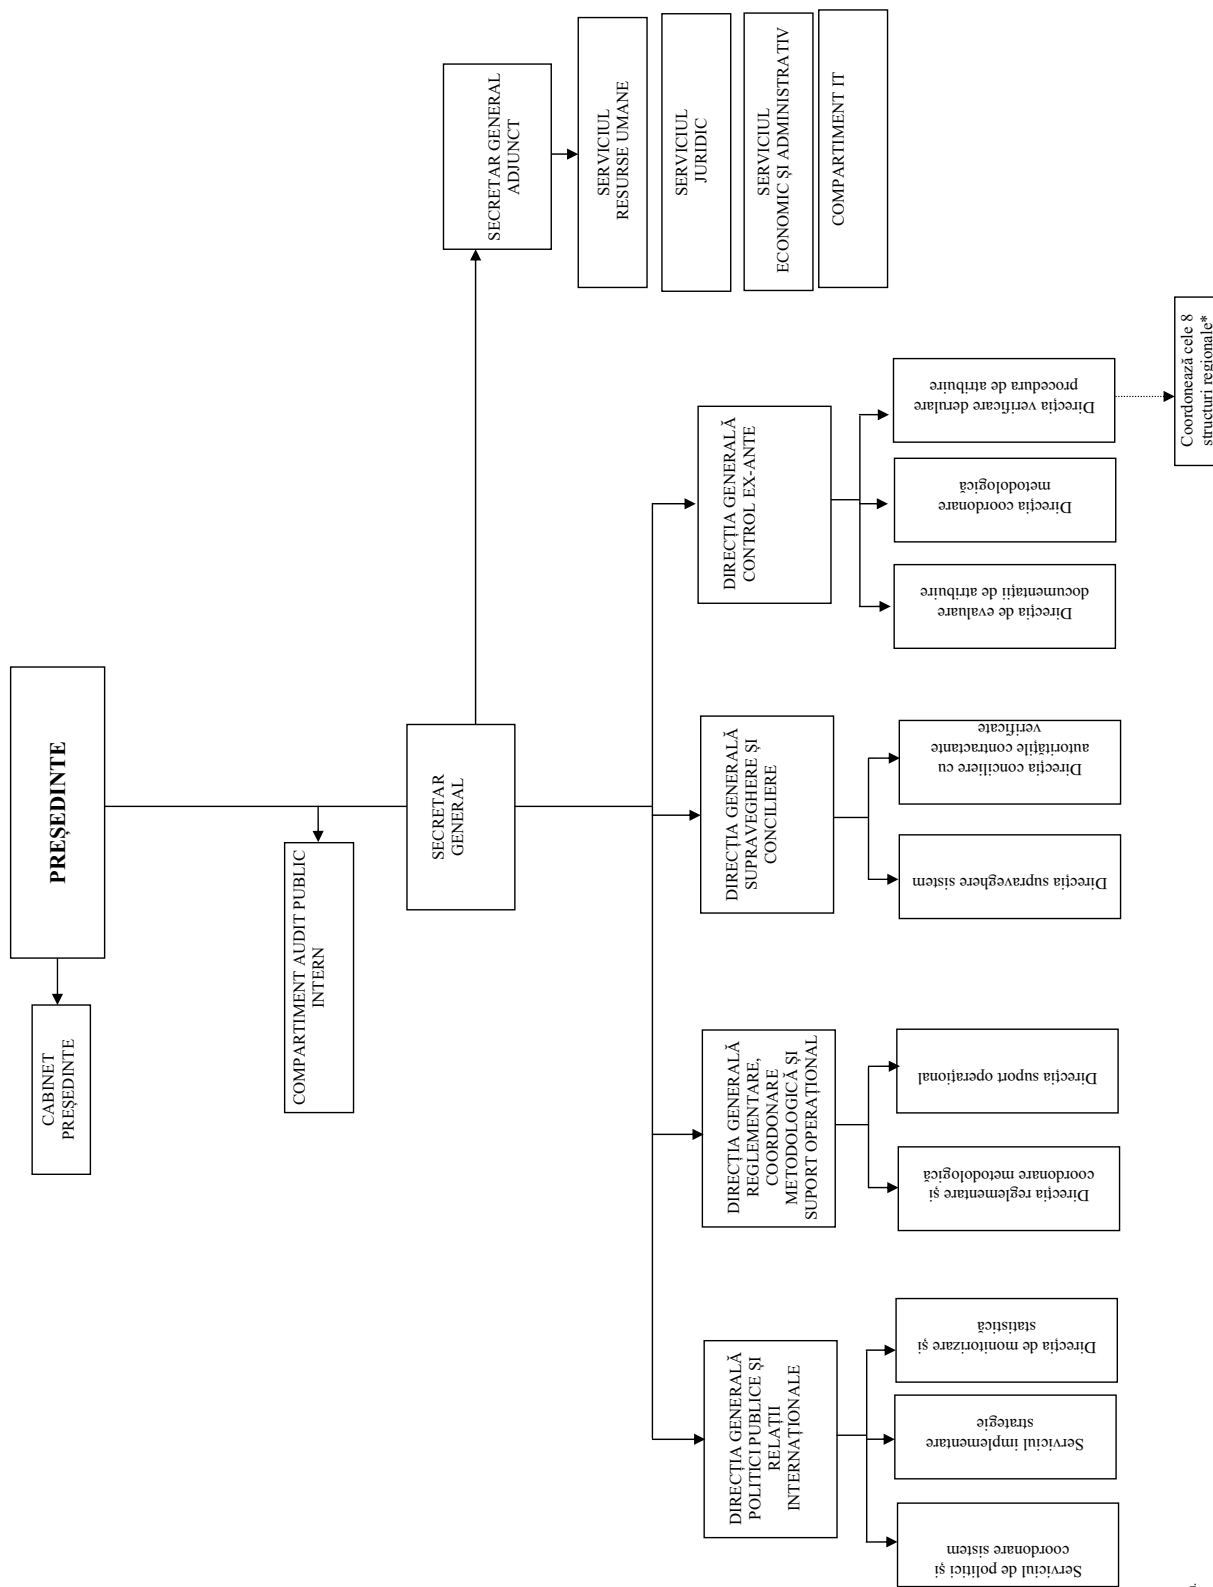 PREȘEDINTE
CABINET
PREȘEDINTE
COMPARTIMENT AUDIT PUBLIC
INTERN
SECRETAR
GENERAL
SECRETAR GENERAL
ADJUNCT
SERVICIUL
RESURSE UMANE
SERVICIUL
JURIDIC
SERVICIUL
ECONOMIC ȘI ADMINISTRATIV
COMPARTIMENT IT
DIRECȚIA GENERALĂ
POLITICI PUBLICE ȘI
RELAȚII
INTERNAȚIONALE
DIRECȚIA GENERALĂ
REGLEMENTARE,
COORDONARE
METODOLOGICĂ ȘI
SUPORT OPERAȚIONAL
DIRECȚIA GENERALĂ
SUPRAVEGHERE ȘI
CONCILIERE
DIRECȚIA GENERALĂ
CONTROL EX-ANTE
Serviciul de politici și
coordonare sistem
Serviciul implementare
strategie
Direcția de monitorizare și
statistică
Direcția reglementare și
coordonare metodologică
Direcția suport operațional
Direcția supraveghere sistem
Direcția conciliere cu
autoritățile contractante
verificate
Direcția de evaluare
documentații de atribuire
Direcția coordonare
metodologică
Direcția verificare derulare
procedura de atribuire
Coordonează cele 8
structuri regionale*